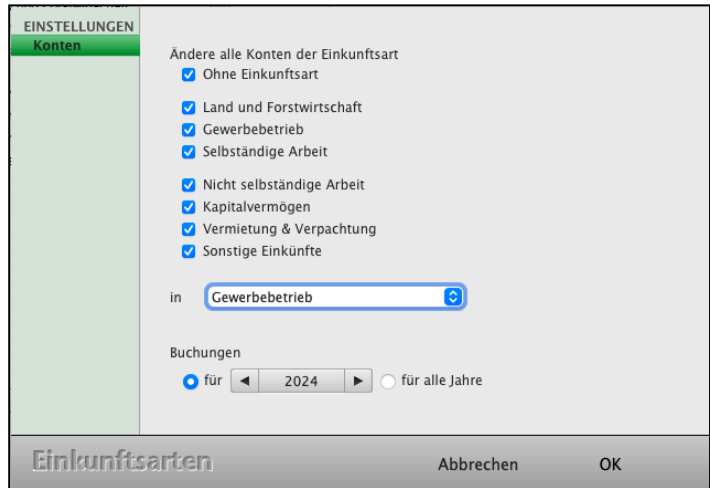 EINSTELLUNGEN
Konten
Ändere alle Konten der Einkunftsart
Ohne Einkunftsart
Land und Forstwirtschaft
Gewerbebetrieb
Selbständige Arbeit
Nicht selbständige Arbeit
Kapitalvermögen
Vermietung & Verpachtung
Sonstige Einkünfte
in Gewerbebetrieb
Buchungen
für 2024 für alle Jahre
Einkunftsarten Abbrechen OK